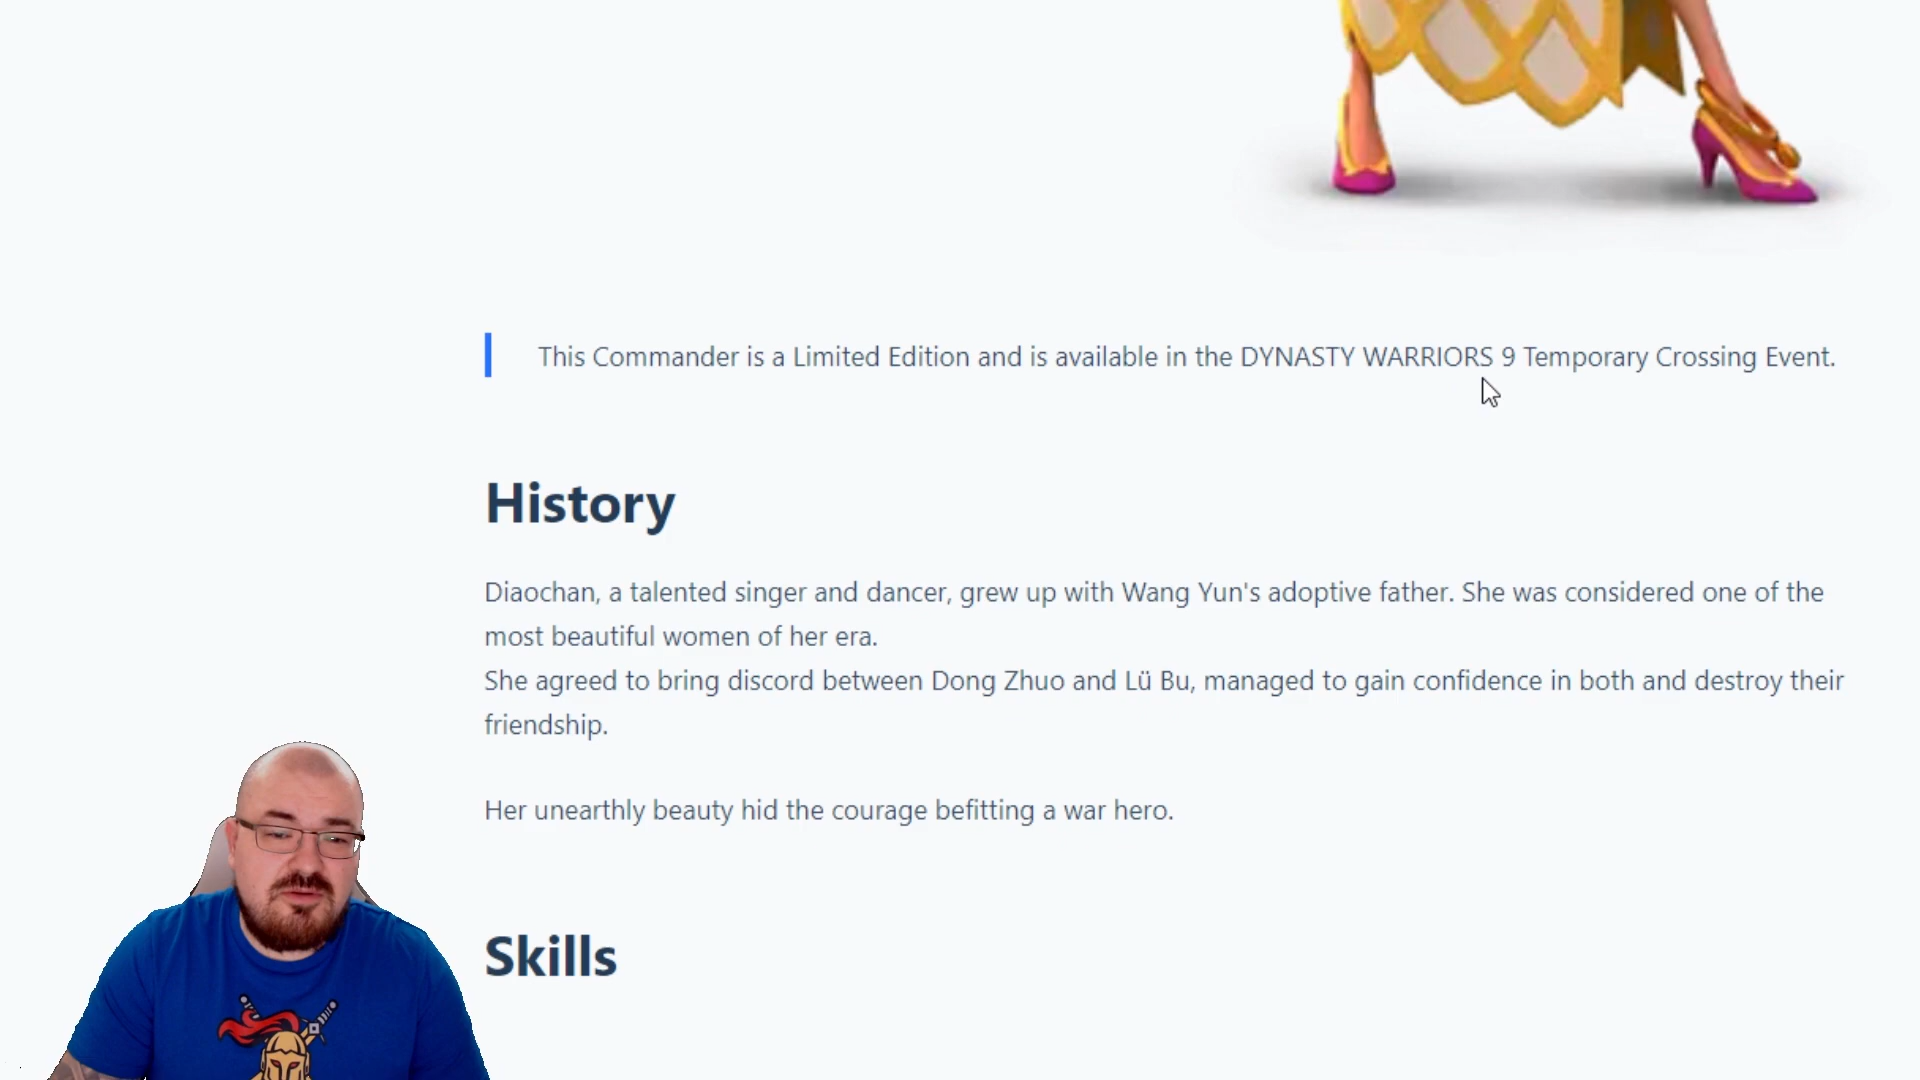 This Commander is a Limited Edition and is available in the DYNASTY WARRIORS 9 Temporary Crossing Event.
History
Diaochan, a talented singer and dancer, grew up with Wang Yun's adoptive father. She was considered one of the
most beautiful women of her era.
She agreed to bring discord between Dong Zhuo and Lü Bu, managed to gain confidence in both and destroy their
friendship.
Her unearthly beauty hid the courage befitting a war hero.
Skills